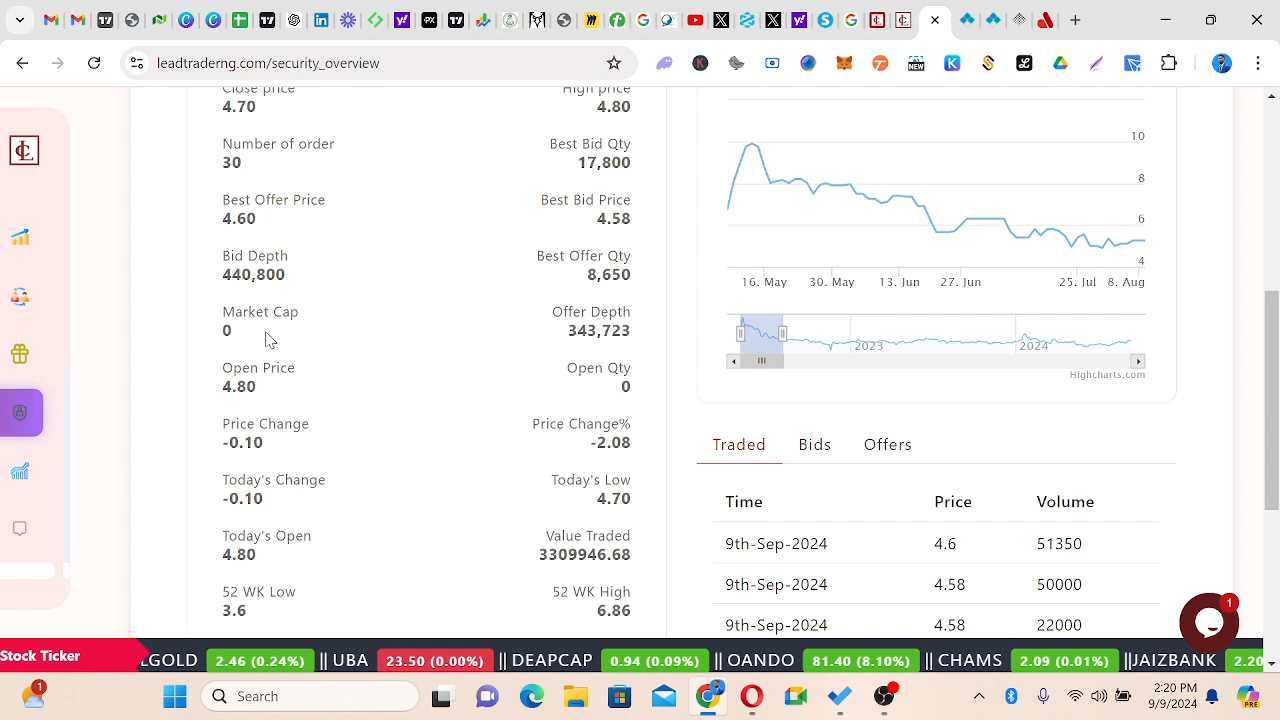 leadtraderng.com/security_overview
NEW
Close price
High price
4.70
4.80
Number of order
Best Bid Qty
30
17,800
Best Offer Price
Best Bid Price
4.60
4.58
Bid Depth
Best Offer Qty
440,800
8,650
Market Cap
Offer Depth
0
343,723
Open Price
Open Qty
4.80
0
Price Change
Price Change%
-0.10
-2.08
Today's Change
Today's Low
-0.10
4.70
Today's Open
Value Traded
4.80
3309946.68
52 WK Low
52 WK High
3.6
6.86
10
8
6
4
16. May 30. May 13. Jun 27. Jun 25. Jul 8. Aug
2023 2024
Highcharts.com
Traded Bids Offers
Time Price Volume
9th-Sep-2024 4.6 51350
9th-Sep-2024 4.58 50000
9th-Sep-2024 4.58 22000
1
Stock Ticker
LGOLD 2.46 (0.24%) || UBA 23.50 (0.00%) || DEAPCAP 0.94 (0.09%) || OANDO 81.40 (8.10%) || CHAMS 2.09 (0.01%) ||JAIZBANK 2.20
1
Search
2:20 PM
9/9/2024
PRE